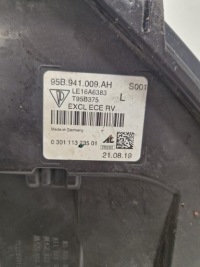 95B.941.009.AH S001
LE16A6383 L
T95B375
EXCL ECE RV
Made in Germany
0 301 113 235 01
21.08.19